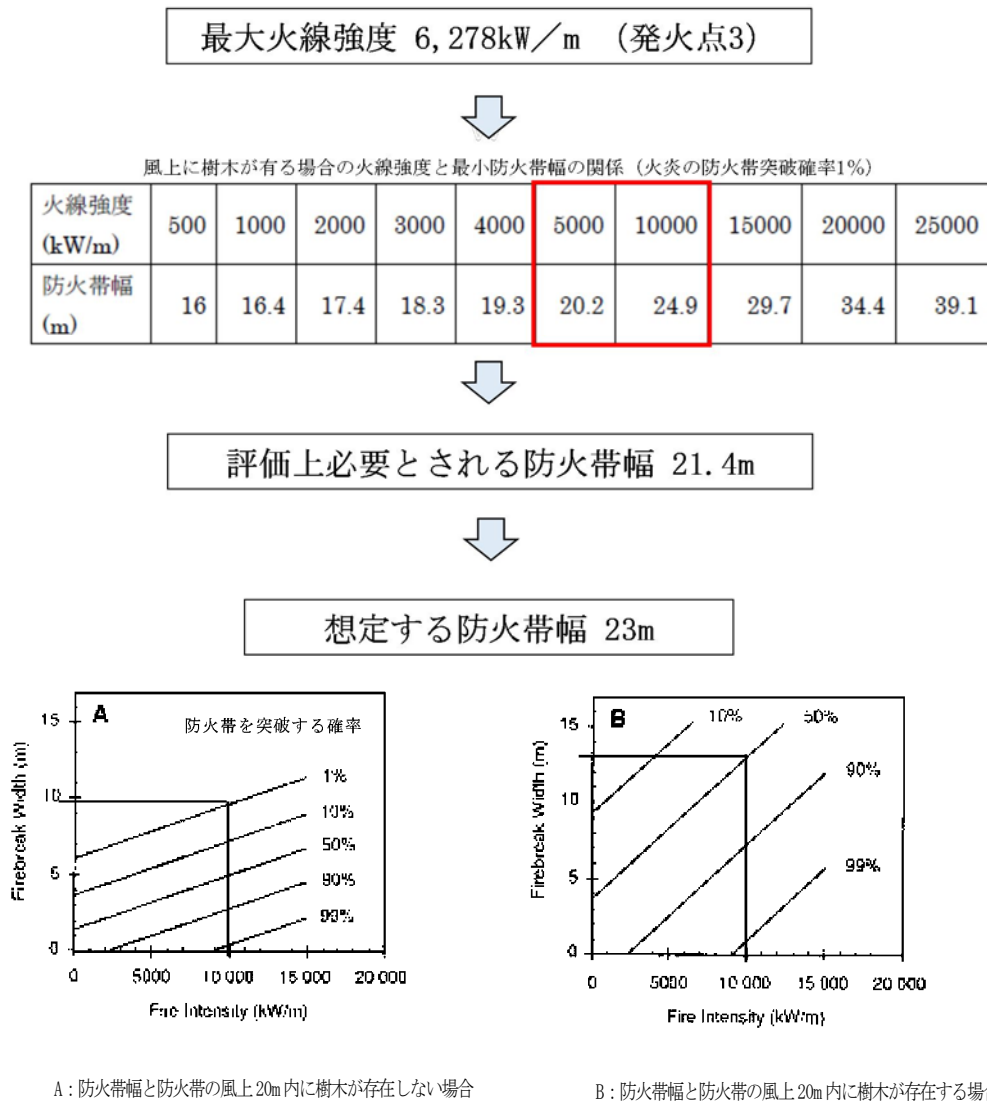 最大火線強度 6,278kW／m （発火点3）
風上に樹木が有る場合の火線強度と最小防火帯幅の関係（火炎の防火帯突破確率1%）
火線強度 (kW/m) 500 1000 2000 3000 4000 5000 10000 15000 20000 25000
防火帯幅 (m) 16 16.4 17.4 18.3 19.3 20.2 24.9 29.7 34.4 39.1
評価上必要とされる防火帯幅 21.4m
想定する防火帯幅 23m
A
防火帯を突破する確率
Firebreak Width (m)
15
10
5
0
1%
10%
50%
90%
99%
0 5000 10 000 15 000 20 000
Fire Intensity (kW/m)
B
Firebreak Width (m)
15
10
5
0
10%
50%
90%
99%
0 5000 10 000 15 000 20 000
Fire Intensity (kW/m)
A：防火帯幅と防火帯の風上20m内に樹木が存在しない場合
B：防火帯幅と防火帯の風上20m内に樹木が存在する場合